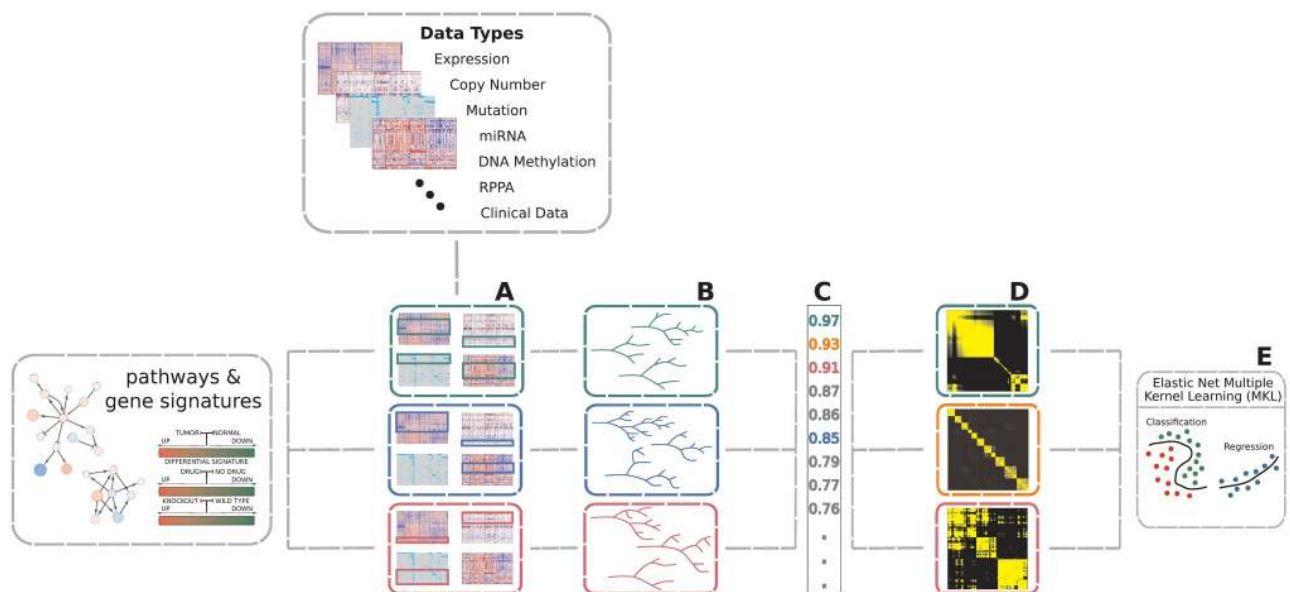 Data Types
Expression
Copy Number
Mutation
miRNA
DNA Methylation
RPPA
Clinical Data
A
B
C
D
E
pathways &
gene signatures
TUMOR NORMAL
UP DOWN
DIFFERENTIAL SIGNATURE
DRUG NO DRUG
UP DOWN
KNOCKOUT WILD TYPE
UP DOWN
0.97
0.93
0.91
0.87
0.86
0.85
0.79
0.77
0.76
Elastic Net Multiple
Kernel Learning (MKL)
Classification
Regression